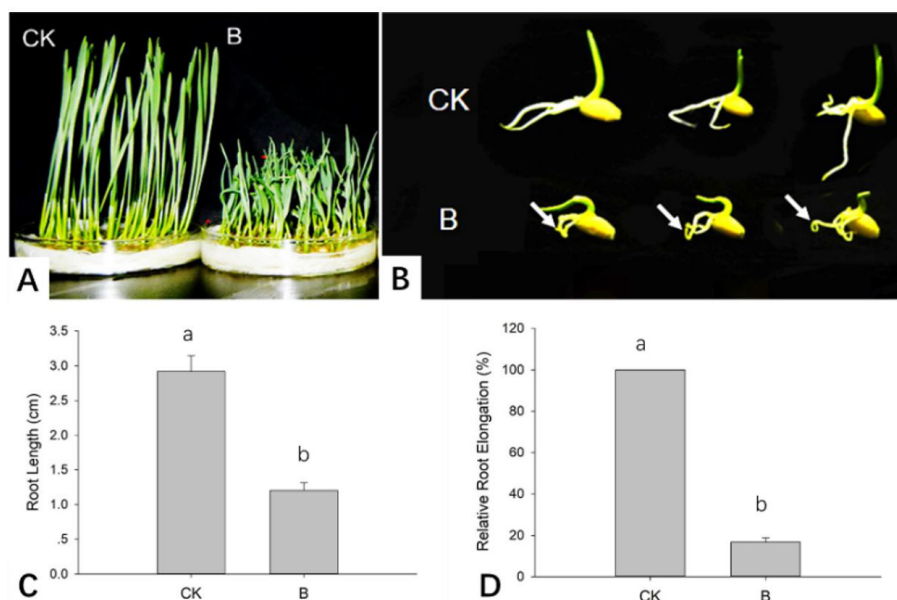 CK
B
A
CK
B
B
Root Length (cm)
3.5
3.0
2.5
2.0
1.5
1.0
.5
0.0
a
b
CK
B
C
Relative Root Elongation (%)
120
100
80
60
40
20
0
a
b
CK
B
D